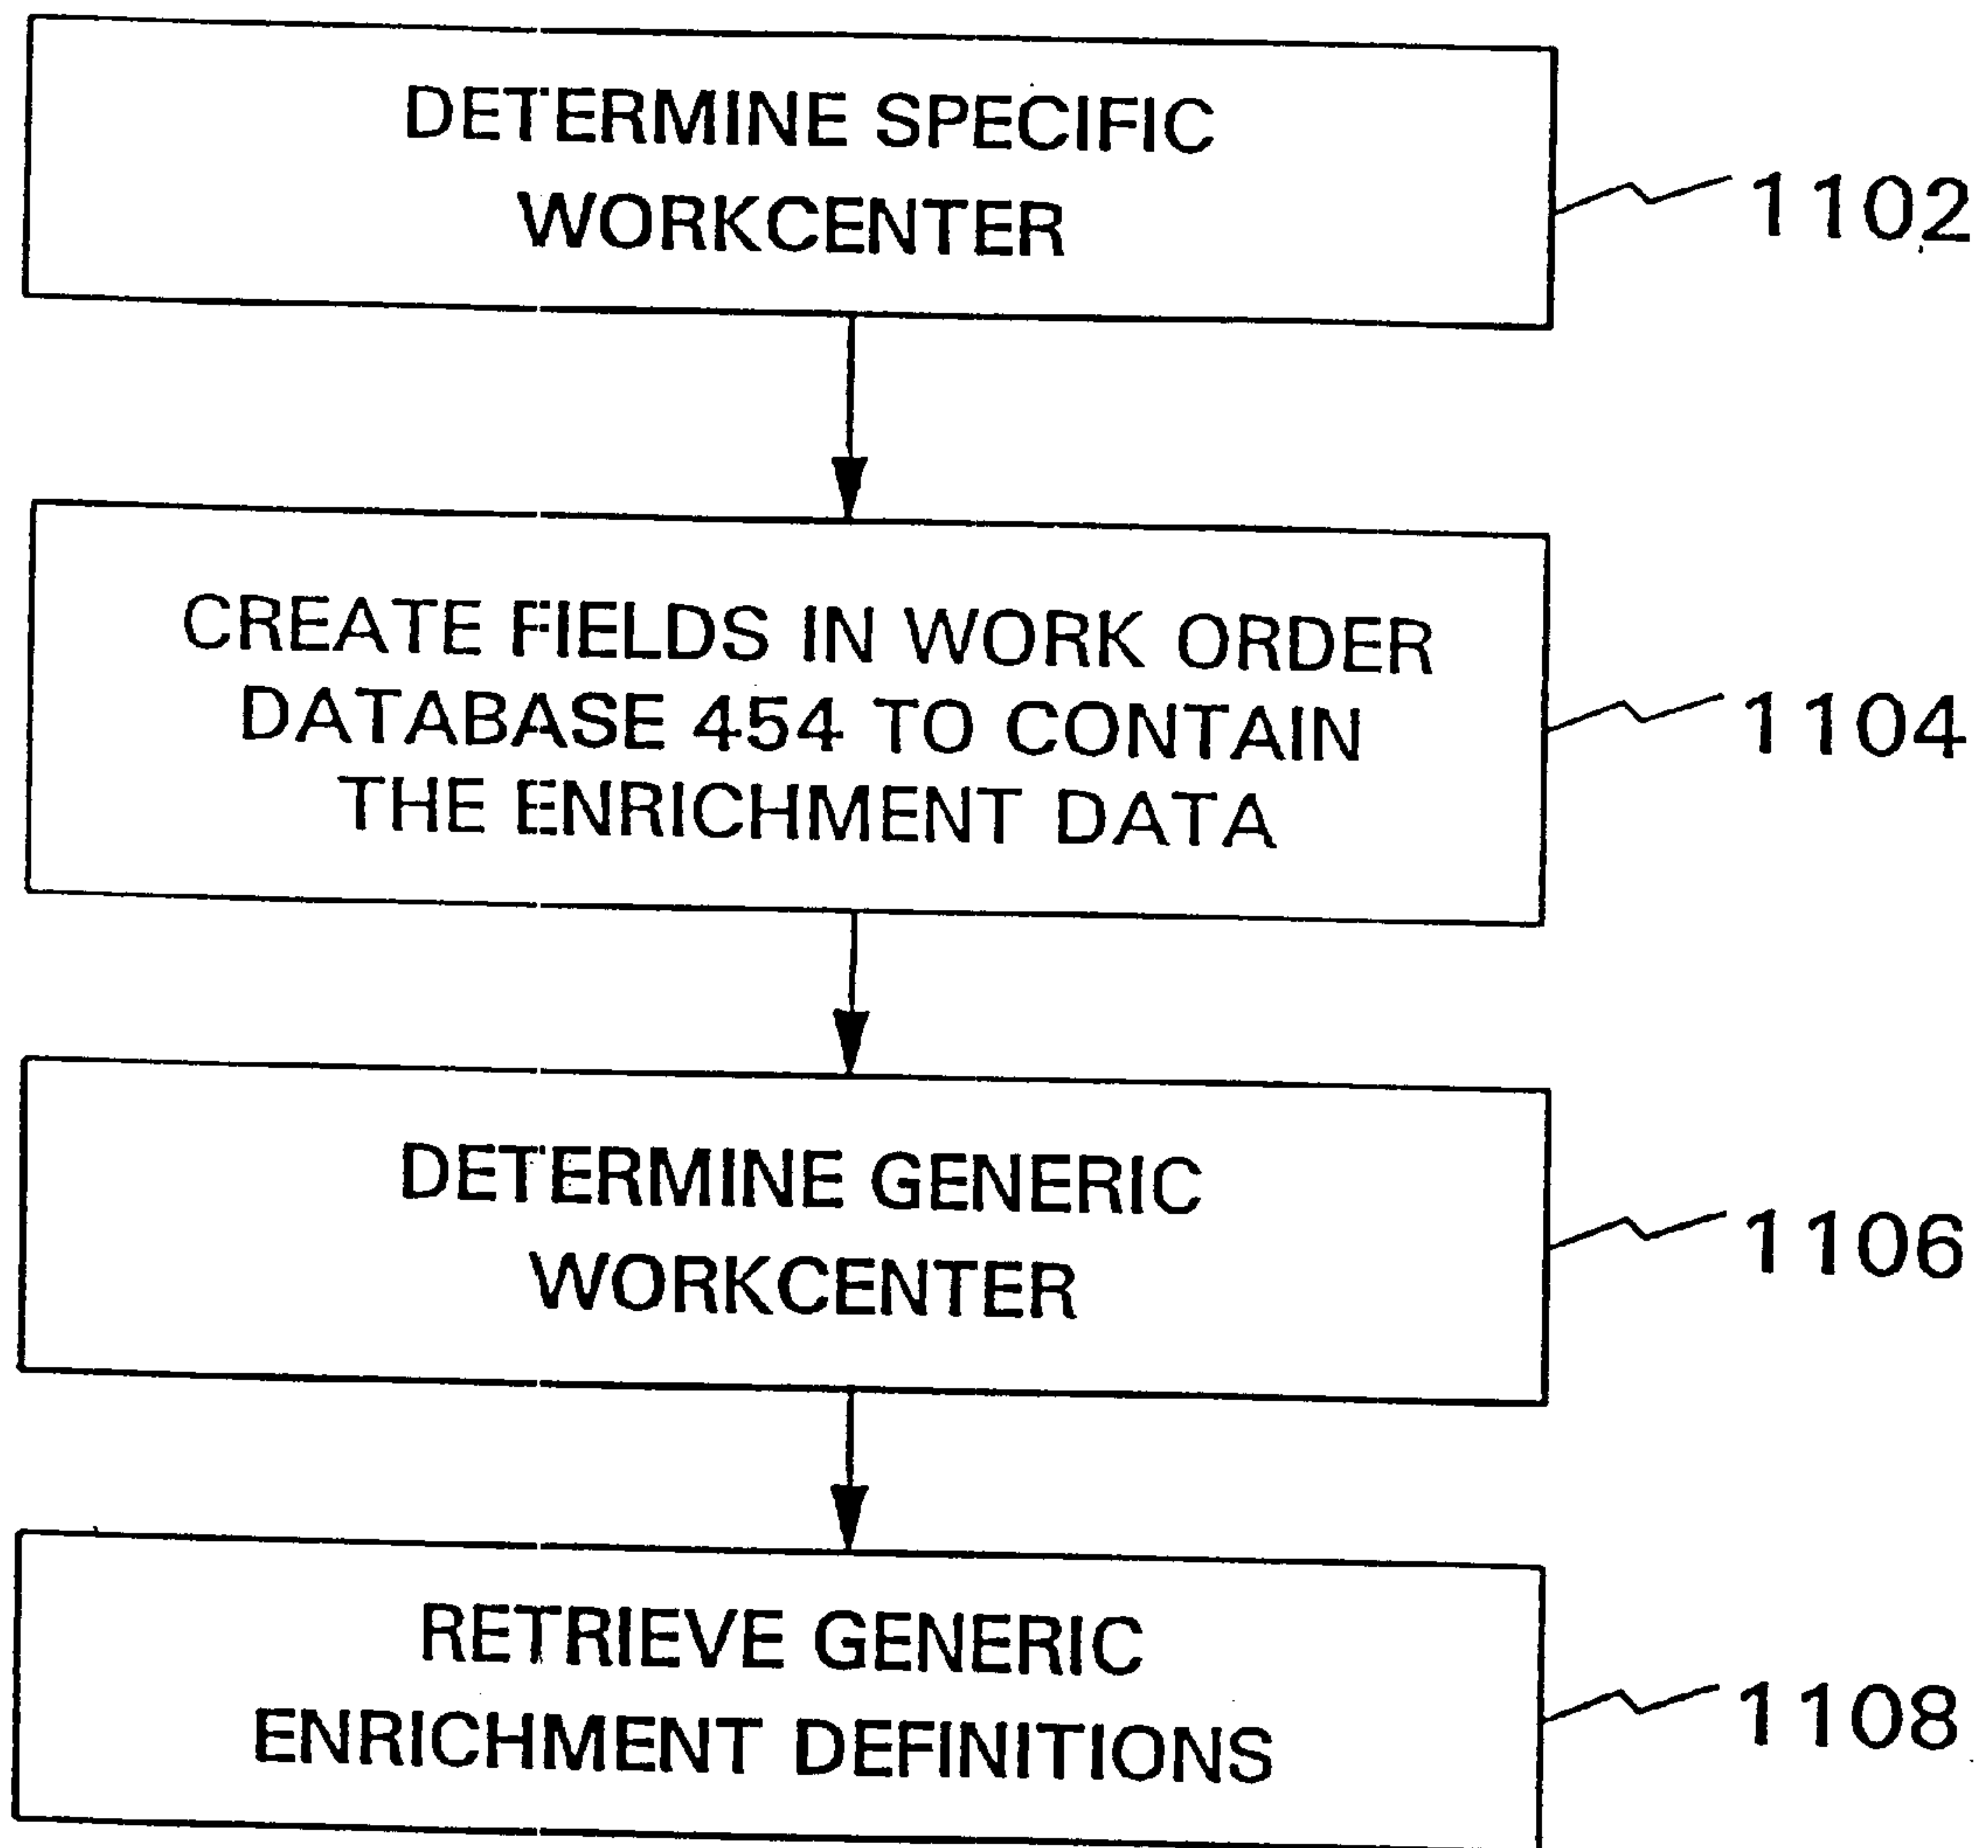 DETERMINE SPECIFIC
WORKCENTER
1102
CREATE FIELDS IN WORK ORDER
DATABASE 454 TO CONTAIN
THE ENRICHMENT DATA
1104
DETERMINE GENERIC
WORKCENTER
1106
RETRIEVE GENERIC
ENRICHMENT DEFINITIONS
1108